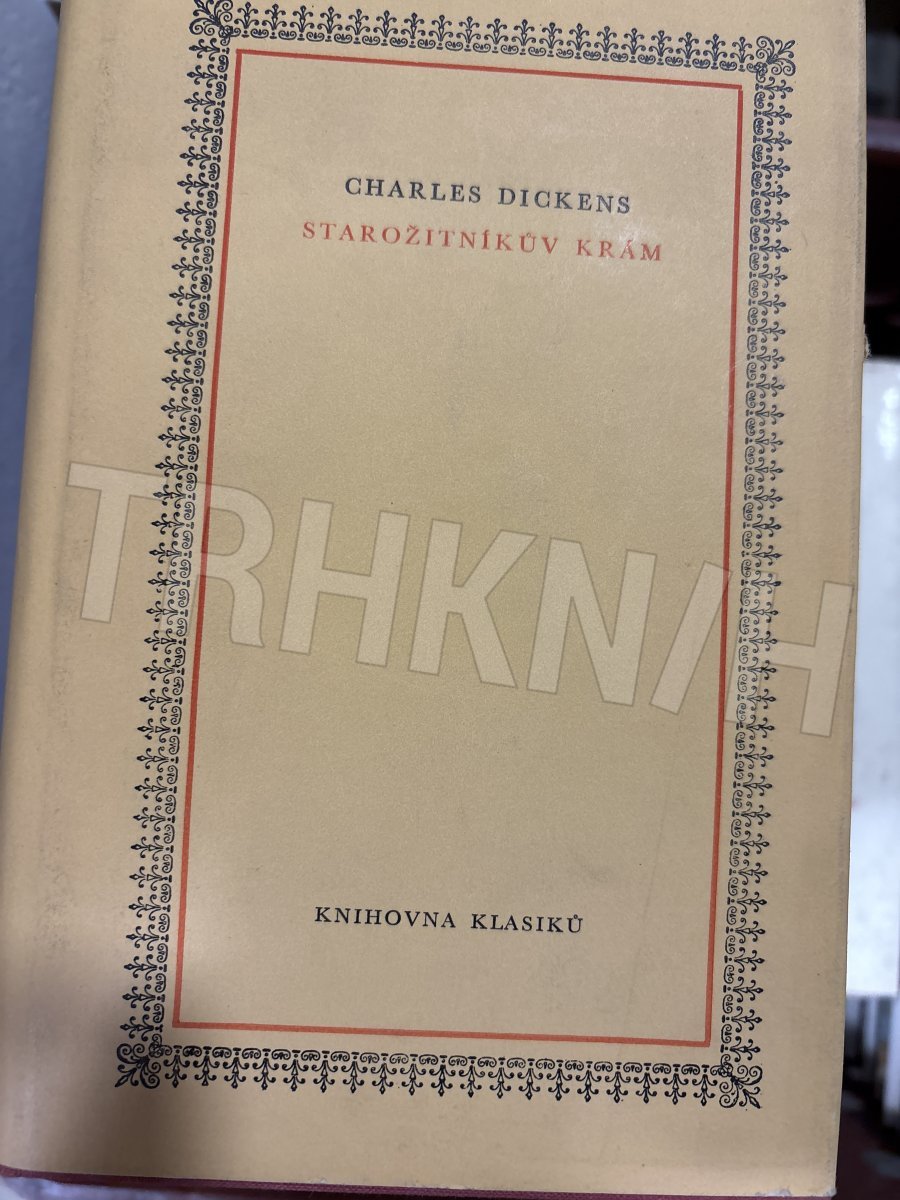 CHARLES DICKENS
STAROŽITNÍKŮV KRÁM
TRHKNIH
KNIHOVNA KLASIKŮ